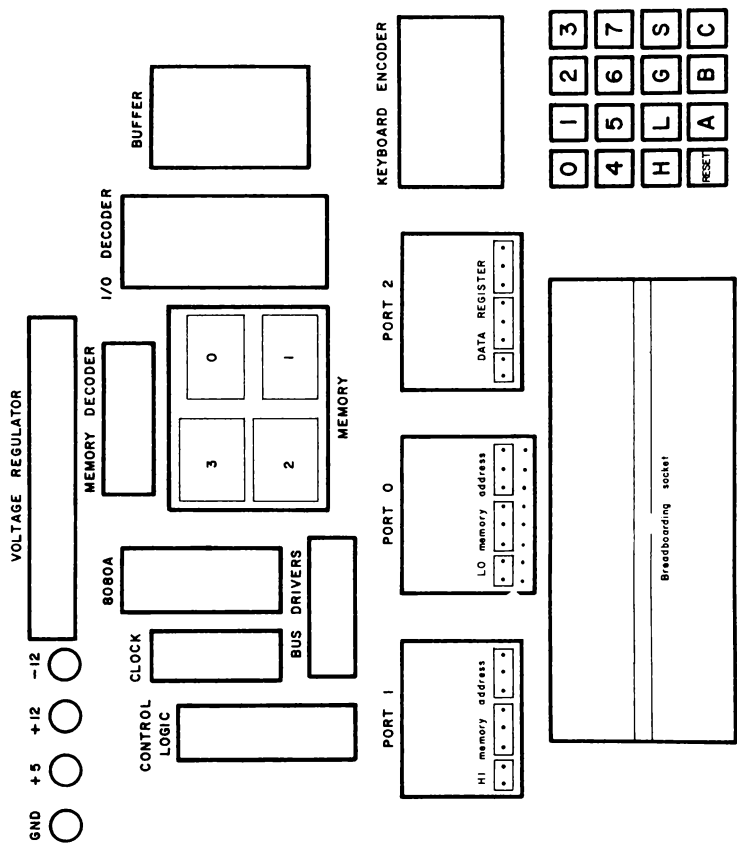 GND
+5
+12
-12
VOLTAGE REGULATOR
CONTROL
LOGIC
CLOCK
8080A
MEMORY DECODER
I/O DECODER
BUFFER
BUS DRIVERS
3
0
2
1
MEMORY
PORT 1
HI memory address
PORT 0
LO memory address
PORT 2
DATA REGISTER
KEYBOARD ENCODER
Breadboarding socket
0 1 2 3
4 5 6 7
H L G S
RESET A B C